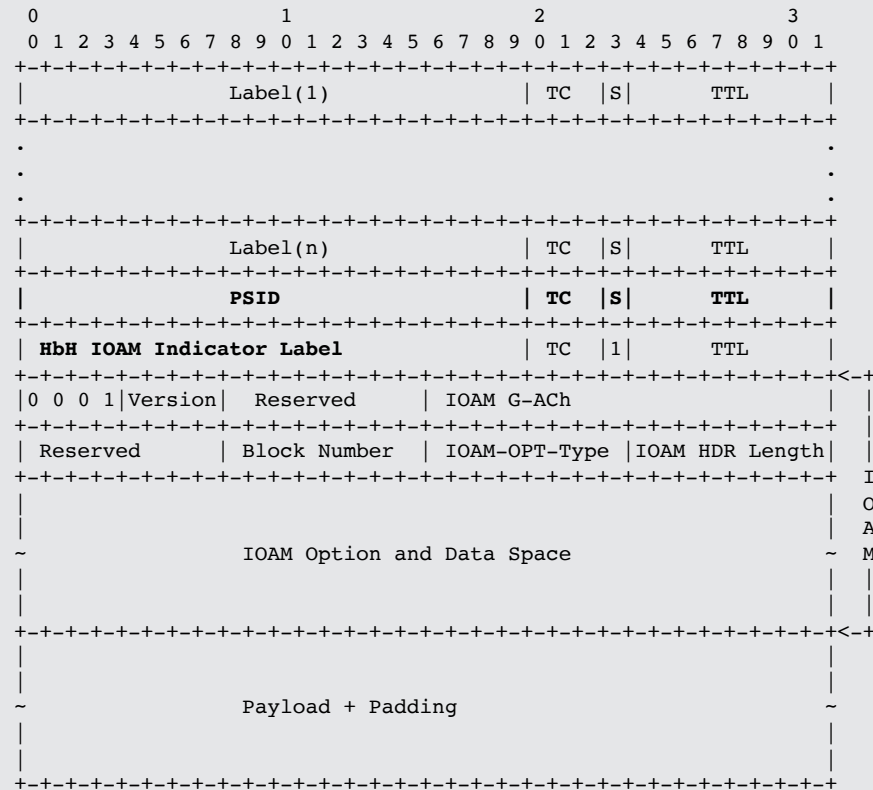 0                   1                   2                   3
 0 1 2 3 4 5 6 7 8 9 0 1 2 3 4 5 6 7 8 9 0 1 2 3 4 5 6 7 8 9 0 1
+-+-+-+-+-+-+-+-+-+-+-+-+-+-+-+-+-+-+-+-+-+-+-+-+-+-+-+-+-+-+-+-+
|                Label(1)               | TC  |S|      TTL      |
+-+-+-+-+-+-+-+-+-+-+-+-+-+-+-+-+-+-+-+-+-+-+-+-+-+-+-+-+-+-+-+-+
.                                                               .
.                                                               .
.                                                               .
+-+-+-+-+-+-+-+-+-+-+-+-+-+-+-+-+-+-+-+-+-+-+-+-+-+-+-+-+-+-+-+-+
|                Label(n)               | TC  |S|      TTL      |
+-+-+-+-+-+-+-+-+-+-+-+-+-+-+-+-+-+-+-+-+-+-+-+-+-+-+-+-+-+-+-+-+
|                PSID                   | TC  |S|      TTL      |
+-+-+-+-+-+-+-+-+-+-+-+-+-+-+-+-+-+-+-+-+-+-+-+-+-+-+-+-+-+-+-+-+
| HbH IOAM Indicator Label              | TC  |1|      TTL      |
+-+-+-+-+-+-+-+-+-+-+-+-+-+-+-+-+-+-+-+-+-+-+-+-+-+-+-+-+-+-+-+-+<-+
|0 0 0 1|Version|  Reserved     | IOAM G-ACh                    |  |
+-+-+-+-+-+-+-+-+-+-+-+-+-+-+-+-+-+-+-+-+-+-+-+-+-+-+-+-+-+-+-+-+  |
| Reserved      | Block Number  | IOAM-OPT-Type |IOAM HDR Length|  |
+-+-+-+-+-+-+-+-+-+-+-+-+-+-+-+-+-+-+-+-+-+-+-+-+-+-+-+-+-+-+-+-+  I
|                                                               |  O
|                                                               |  A
~                 IOAM Option and Data Space                    ~  M
|                                                               |  |
|                                                               |  |
+-+-+-+-+-+-+-+-+-+-+-+-+-+-+-+-+-+-+-+-+-+-+-+-+-+-+-+-+-+-+-+-+<-+
|                                                               |
|                                                               |
~                 Payload + Padding                             ~
|                                                               |
|                                                               |
+-+-+-+-+-+-+-+-+-+-+-+-+-+-+-+-+-+-+-+-+-+-+-+-+-+-+-+-+-+-+-+-+